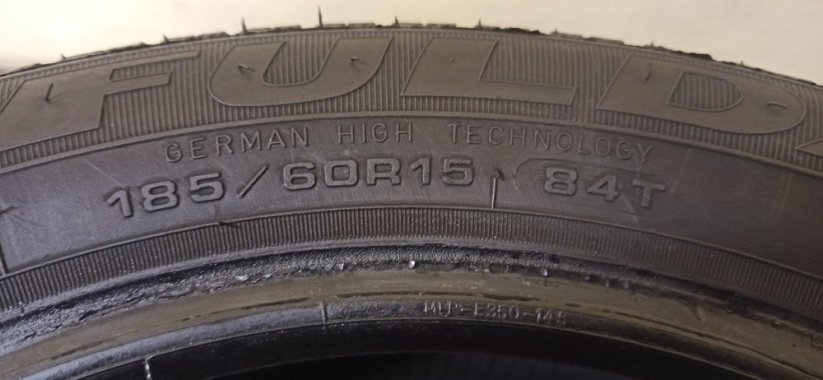 FULD
GERMAN HIGH TECHNOLOGY
185/60R15 84T